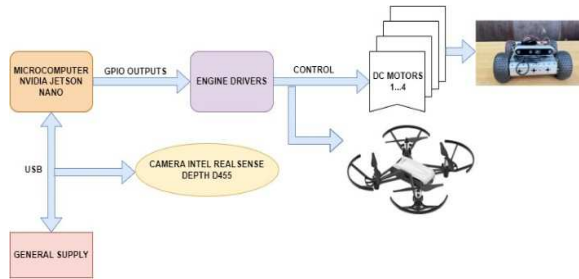 MICROCOMPUTER
NVIDIA JETSON
NANO
GPIO OUTPUTS
ENGINE DRIVERS
CONTROL
DC MOTORS
1...4
USB
CAMERA INTEL REAL SENSE
DEPTH D455
GENERAL SUPPLY